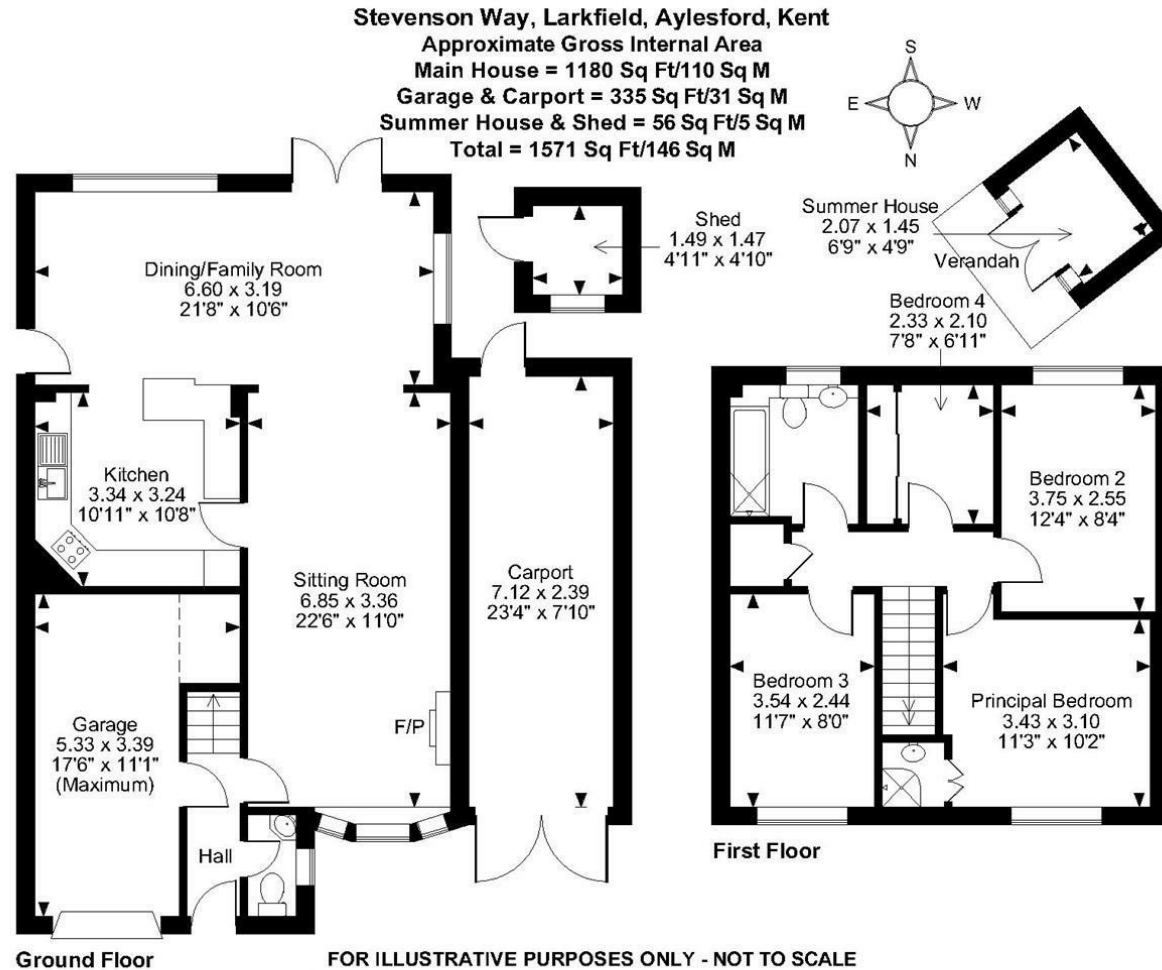 Stevenson Way, Larkfield, Aylesford, Kent
Approximate Gross Internal Area
Main House = 1180 Sq Ft/110 Sq M
Garage & Carport = 335 Sq Ft/31 Sq M
Summer House & Shed = 56 Sq Ft/5 Sq M
Total = 1571 Sq Ft/146 Sq M
S
E
W
N
Shed
1.49 x 1.47
4'11" x 4'10"
Summer House
2.07 x 1.45
6'9" x 4'9"
Verandah
Dining/Family Room
6.60 x 3.19
21'8" x 10'6"
Bedroom 4
2.33 x 2.10
7'8" x 6'11"
Kitchen
3.34 x 3.24
10'11" x 10'8"
Bedroom 2
3.75 x 2.55
12'4" x 8'4"
Sitting Room
6.85 x 3.36
22'6" x 11'0"
Carport
7.12 x 2.39
23'4" x 7'10"
Garage
5.33 x 3.39
17'6" x 11'1"
(Maximum)
F/P
Bedroom 3
3.54 x 2.44
11'7" x 8'0"
Principal Bedroom
3.43 x 3.10
11'3" x 10'2"
Hall
First Floor
Ground Floor
FOR ILLUSTRATIVE PURPOSES ONLY - NOT TO SCALE